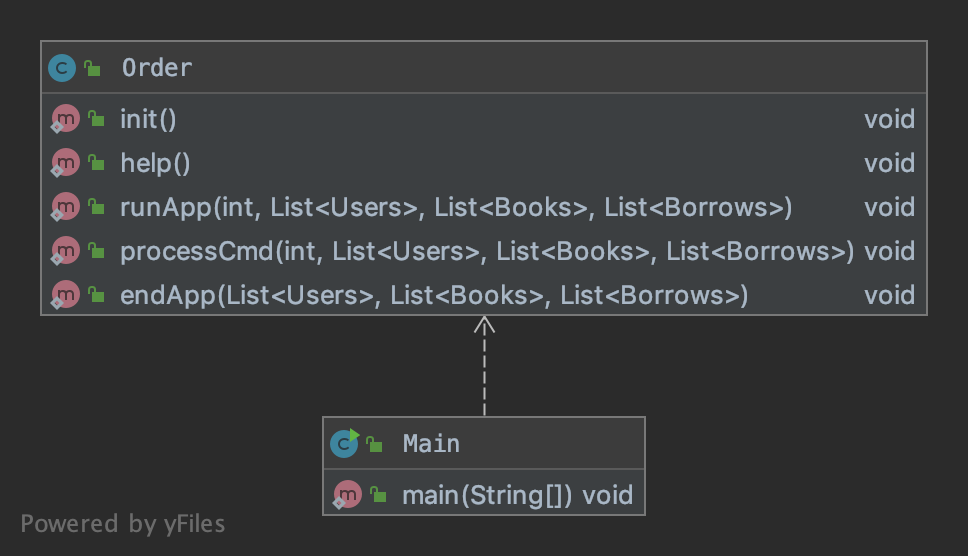 Order
init() void
help() void
runApp(int, List<Users>, List<Books>, List<Borrows>) void
processCmd(int, List<Users>, List<Books>, List<Borrows>) void
endApp(List<Users>, List<Books>, List<Borrows>) void
Main
main(String[]) void
Powered by yFiles